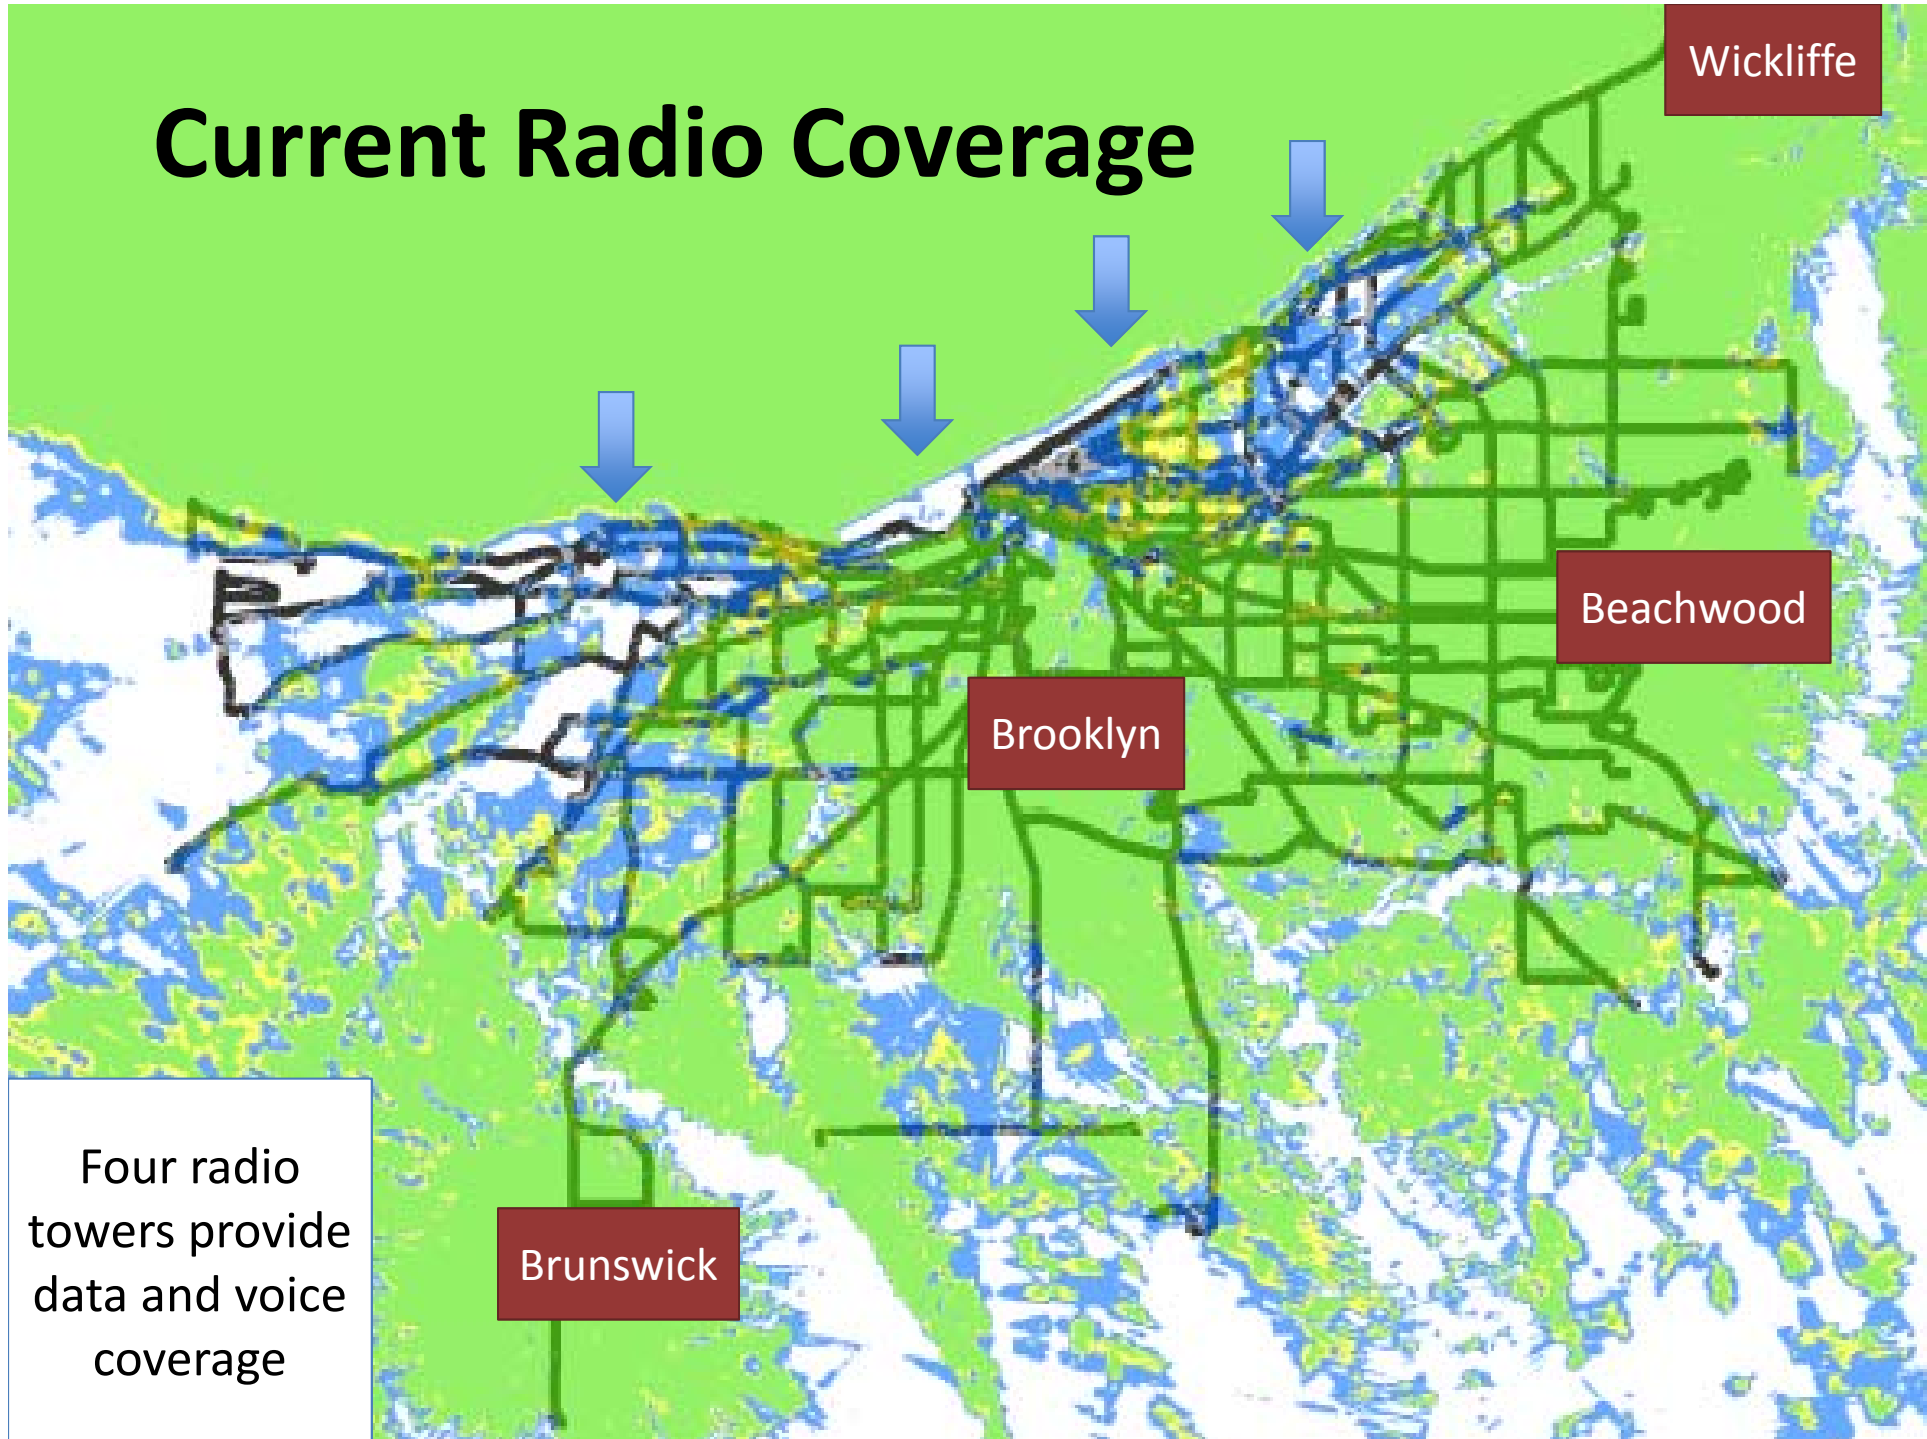 Wickliffe
Current Radio Coverage
Beachwood
Brooklyn
Four radio
towers provide
data and voice
coverage
Brunswick